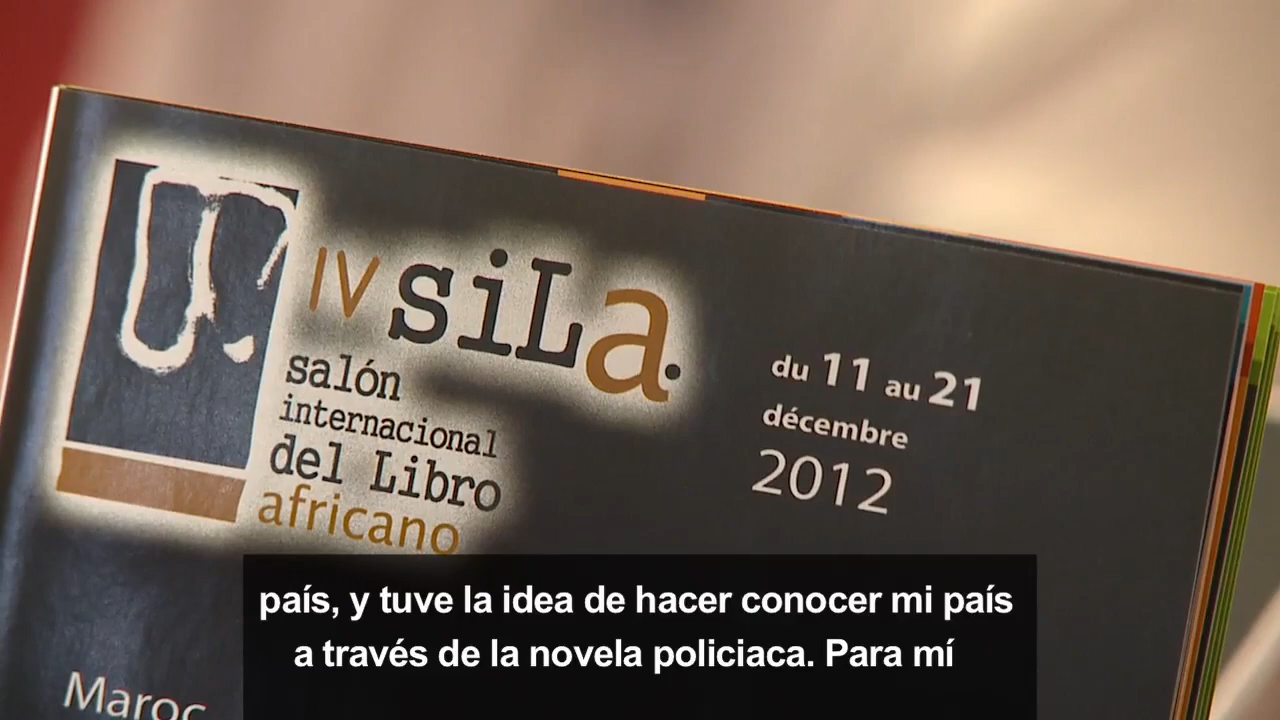 IV siLa.
salón
internacional
del Libro
africano
du 11 au 21
décembre
2012
Maroc
país, y tuve la idea de hacer conocer mi país
a través de la novela policiaca. Para mí